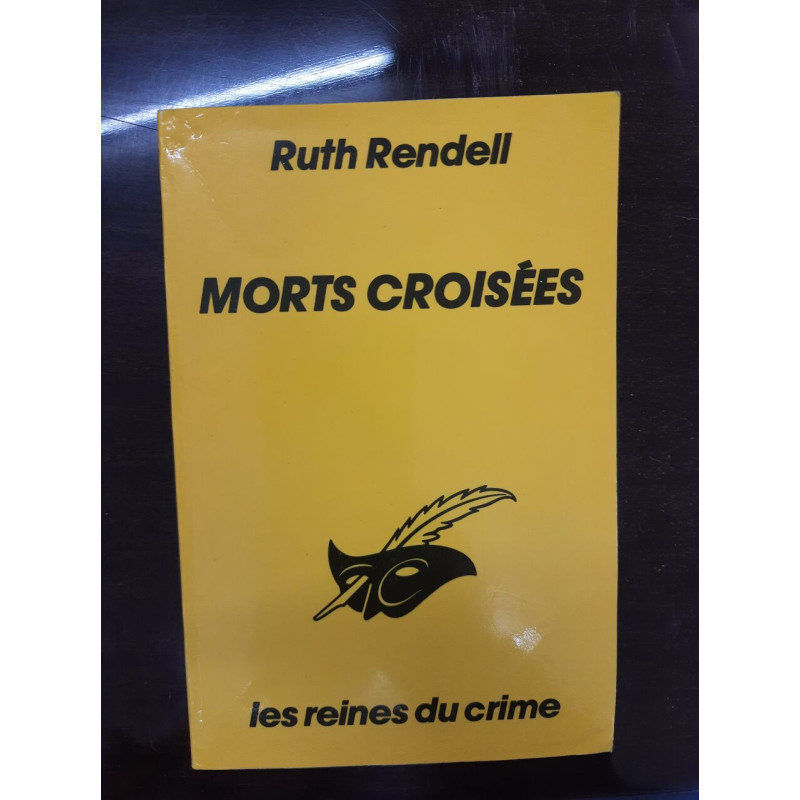 Ruth Rendell
MORTS CROISÉES
les reines du crime